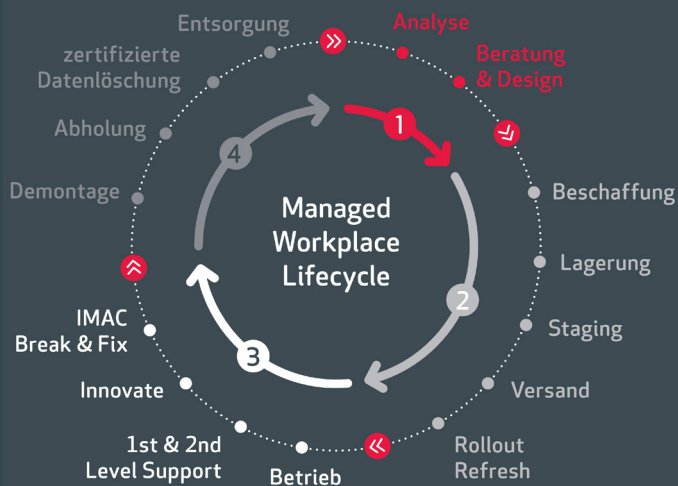 Entsorgung
Analyse
zertifizierte
Datenlöschung
Beratung
& Design
Abholung
1
4
Demontage
Beschaffung
Managed
Workplace
Lifecycle
Lagerung
2
IMAC
Break & Fix
Staging
3
Innovate
Versand
1st & 2nd
Level Support
Betrieb
Rollout
Refresh